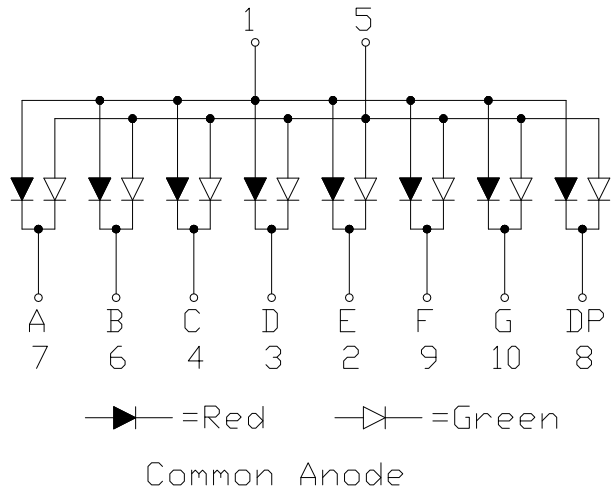 1 5
A B C D E F G DP
7 6 4 3 2 9 10 8
=Red =Green
Common Anode